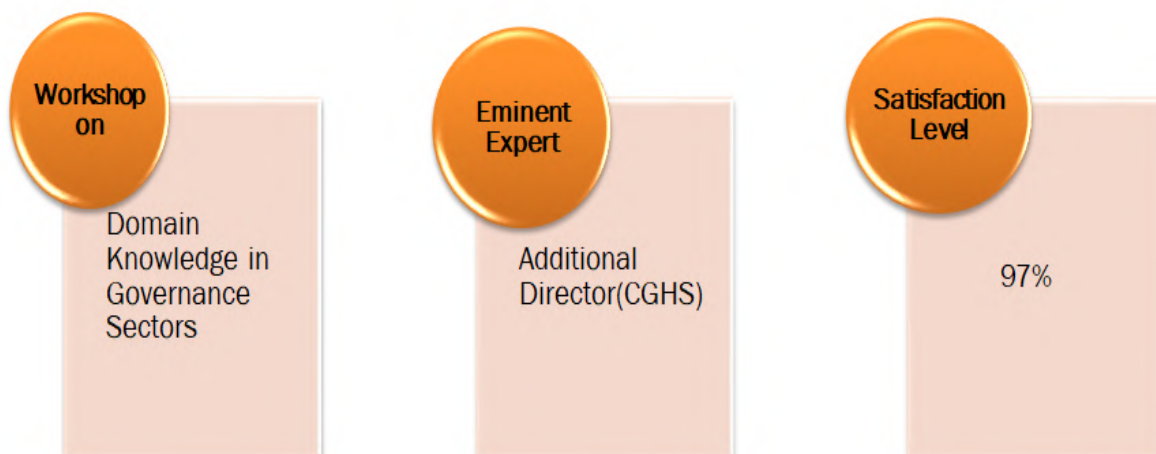 Workshop
on
Domain
Knowledge in
Governance
Sectors
Eminent
Expert
Additional
Director(CGHS)
Satisfaction
Level
97%